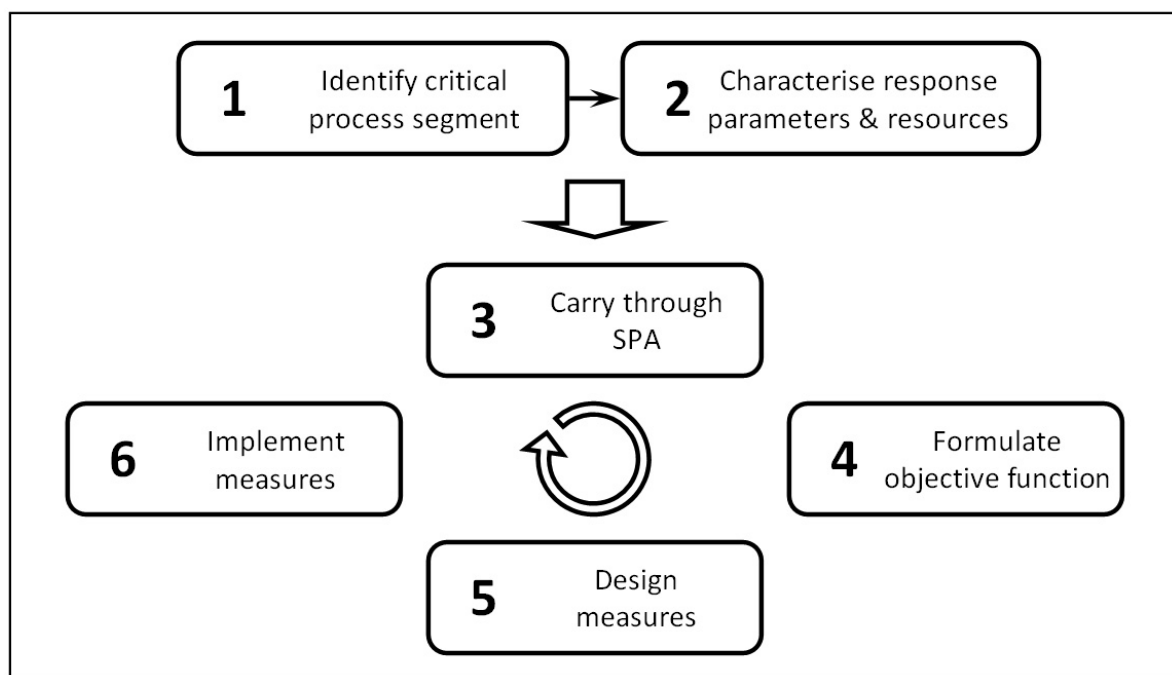 1
Identify critical
process segment
2
Characterise response
parameters & resources
3
Carry through
SPA
4
Formulate
objective function
5
Design
measures
6
Implement
measures